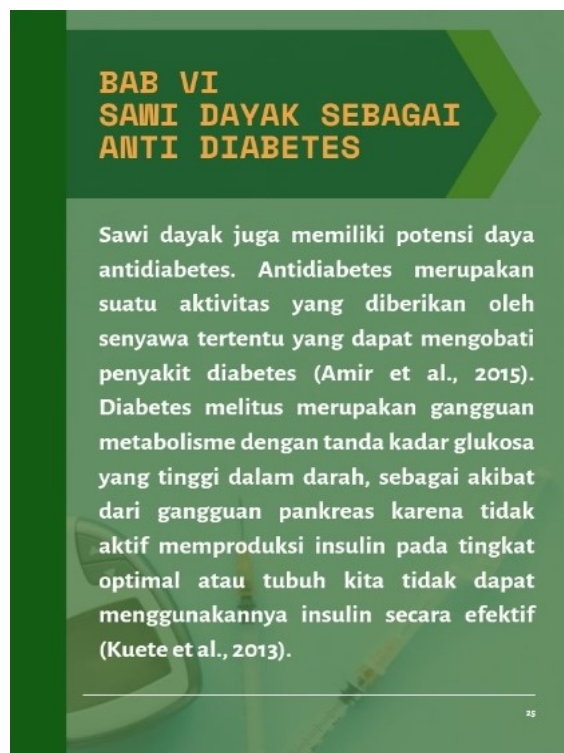 BAB VI
SAWI DAYAK SEBAGAI
ANTI DIABETES
Sawi dayak juga memiliki potensi daya
antidiabetes. Antidiabetes merupakan
suatu aktivitas yang diberikan oleh
senyawa tertentu yang dapat mengobati
penyakit diabetes (Amir et al., 2015).
Diabetes melitus merupakan gangguan
metabolisme dengan tanda kadar glukosa
yang tinggi dalam darah, sebagai akibat
dari gangguan pankreas karena tidak
aktif memproduksi insulin pada tingkat
optimal atau tubuh kita tidak dapat
menggunakannya insulin secara efektif
(Kuete et al., 2013).
25